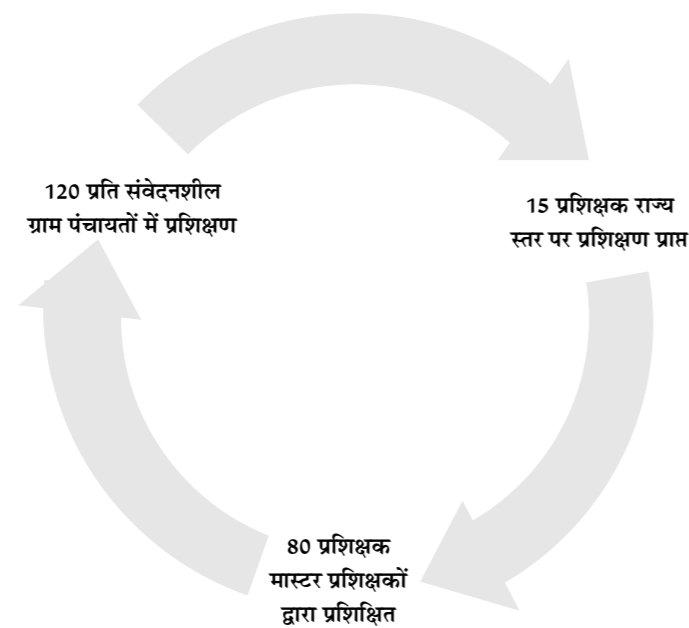 120 प्रति संवेदनशील
ग्राम पंचायतों में प्रशिक्षण
15 प्रशिक्षक राज्य
स्तर पर प्रशिक्षण प्राप्त
80 प्रशिक्षक
मास्टर प्रशिक्षकों
द्वारा प्रशिक्षित